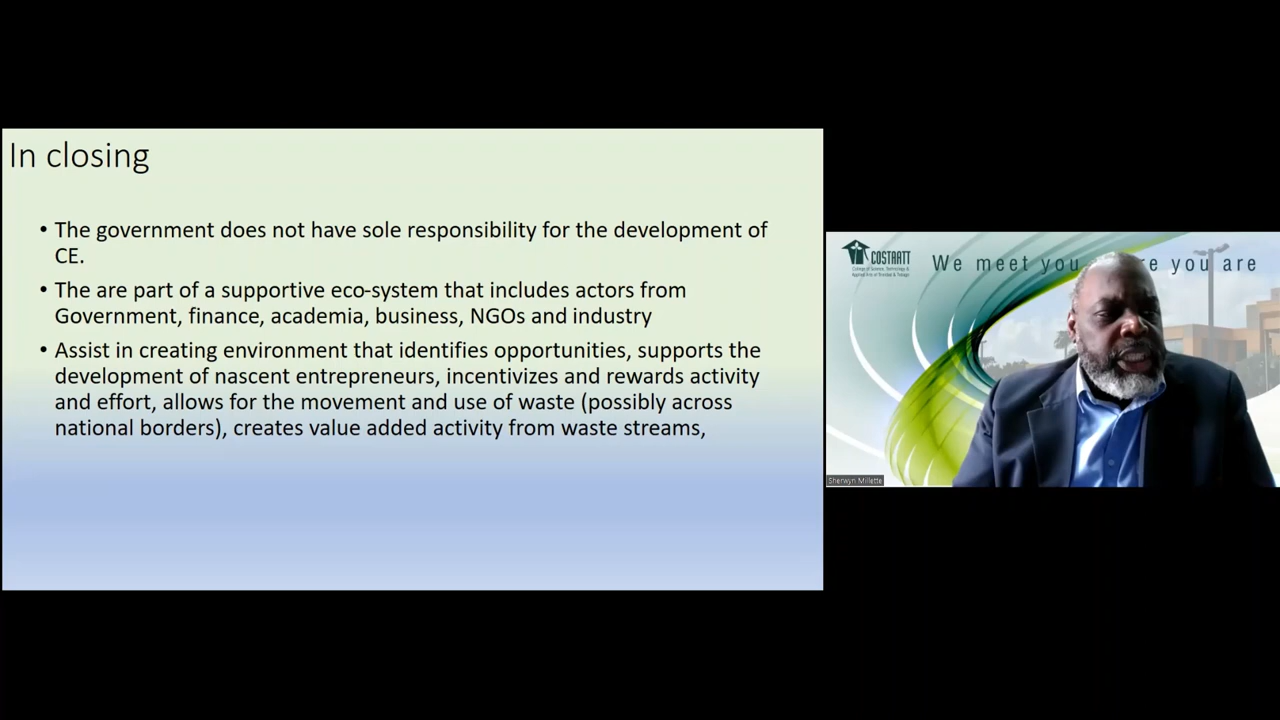 In closing
• The government does not have sole responsibility for the development of
CE.
• The are part of a supportive eco-system that includes actors from
Government, finance, academia, business, NGOs and industry
• Assist in creating environment that identifies opportunities, supports the
development of nascent entrepreneurs, incentivizes and rewards activity
and effort, allows for the movement and use of waste (possibly across
national borders), creates value added activity from waste streams,
COSTAATT
College of Science, Technology &
Applied Arts of Trinidad & Tobago
We meet you re you are
Sherwyn Millette